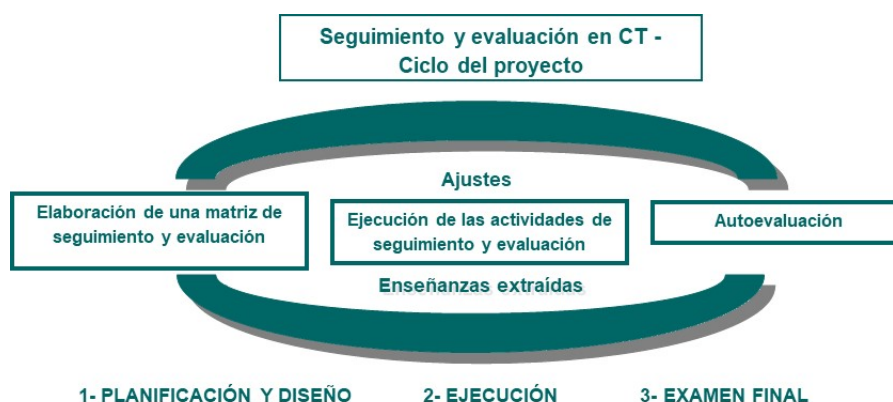 Seguimiento y evaluación en CT -
Ciclo del proyecto
Ajustes
Elaboración de una matriz de
seguimiento y evaluación
Ejecución de las actividades de
seguimiento y evaluación
Autoevaluación
Enseñanzas extraídas
1- PLANIFICACIÓN Y DISEÑO
2- EJECUCIÓN
3- EXAMEN FINAL